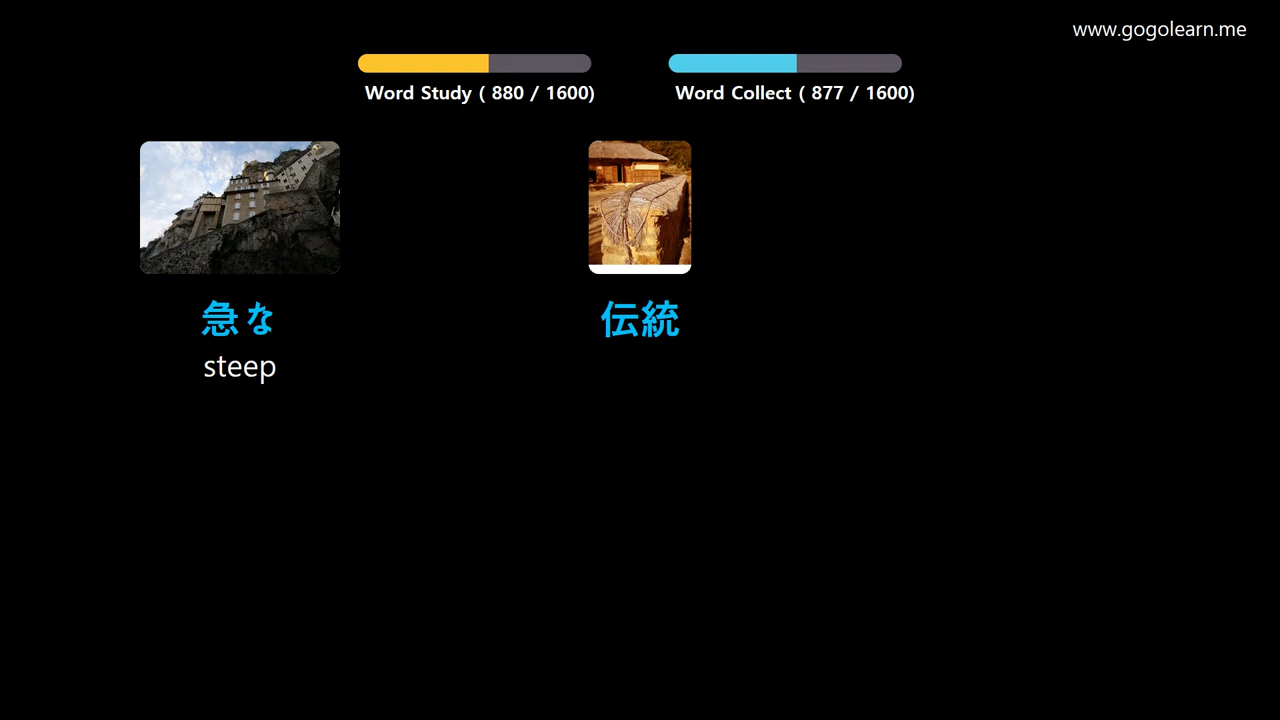 www.gogolearn.me
Word Study ( 880 / 1600)
Word Collect ( 877 / 1600)
急な
伝統
steep